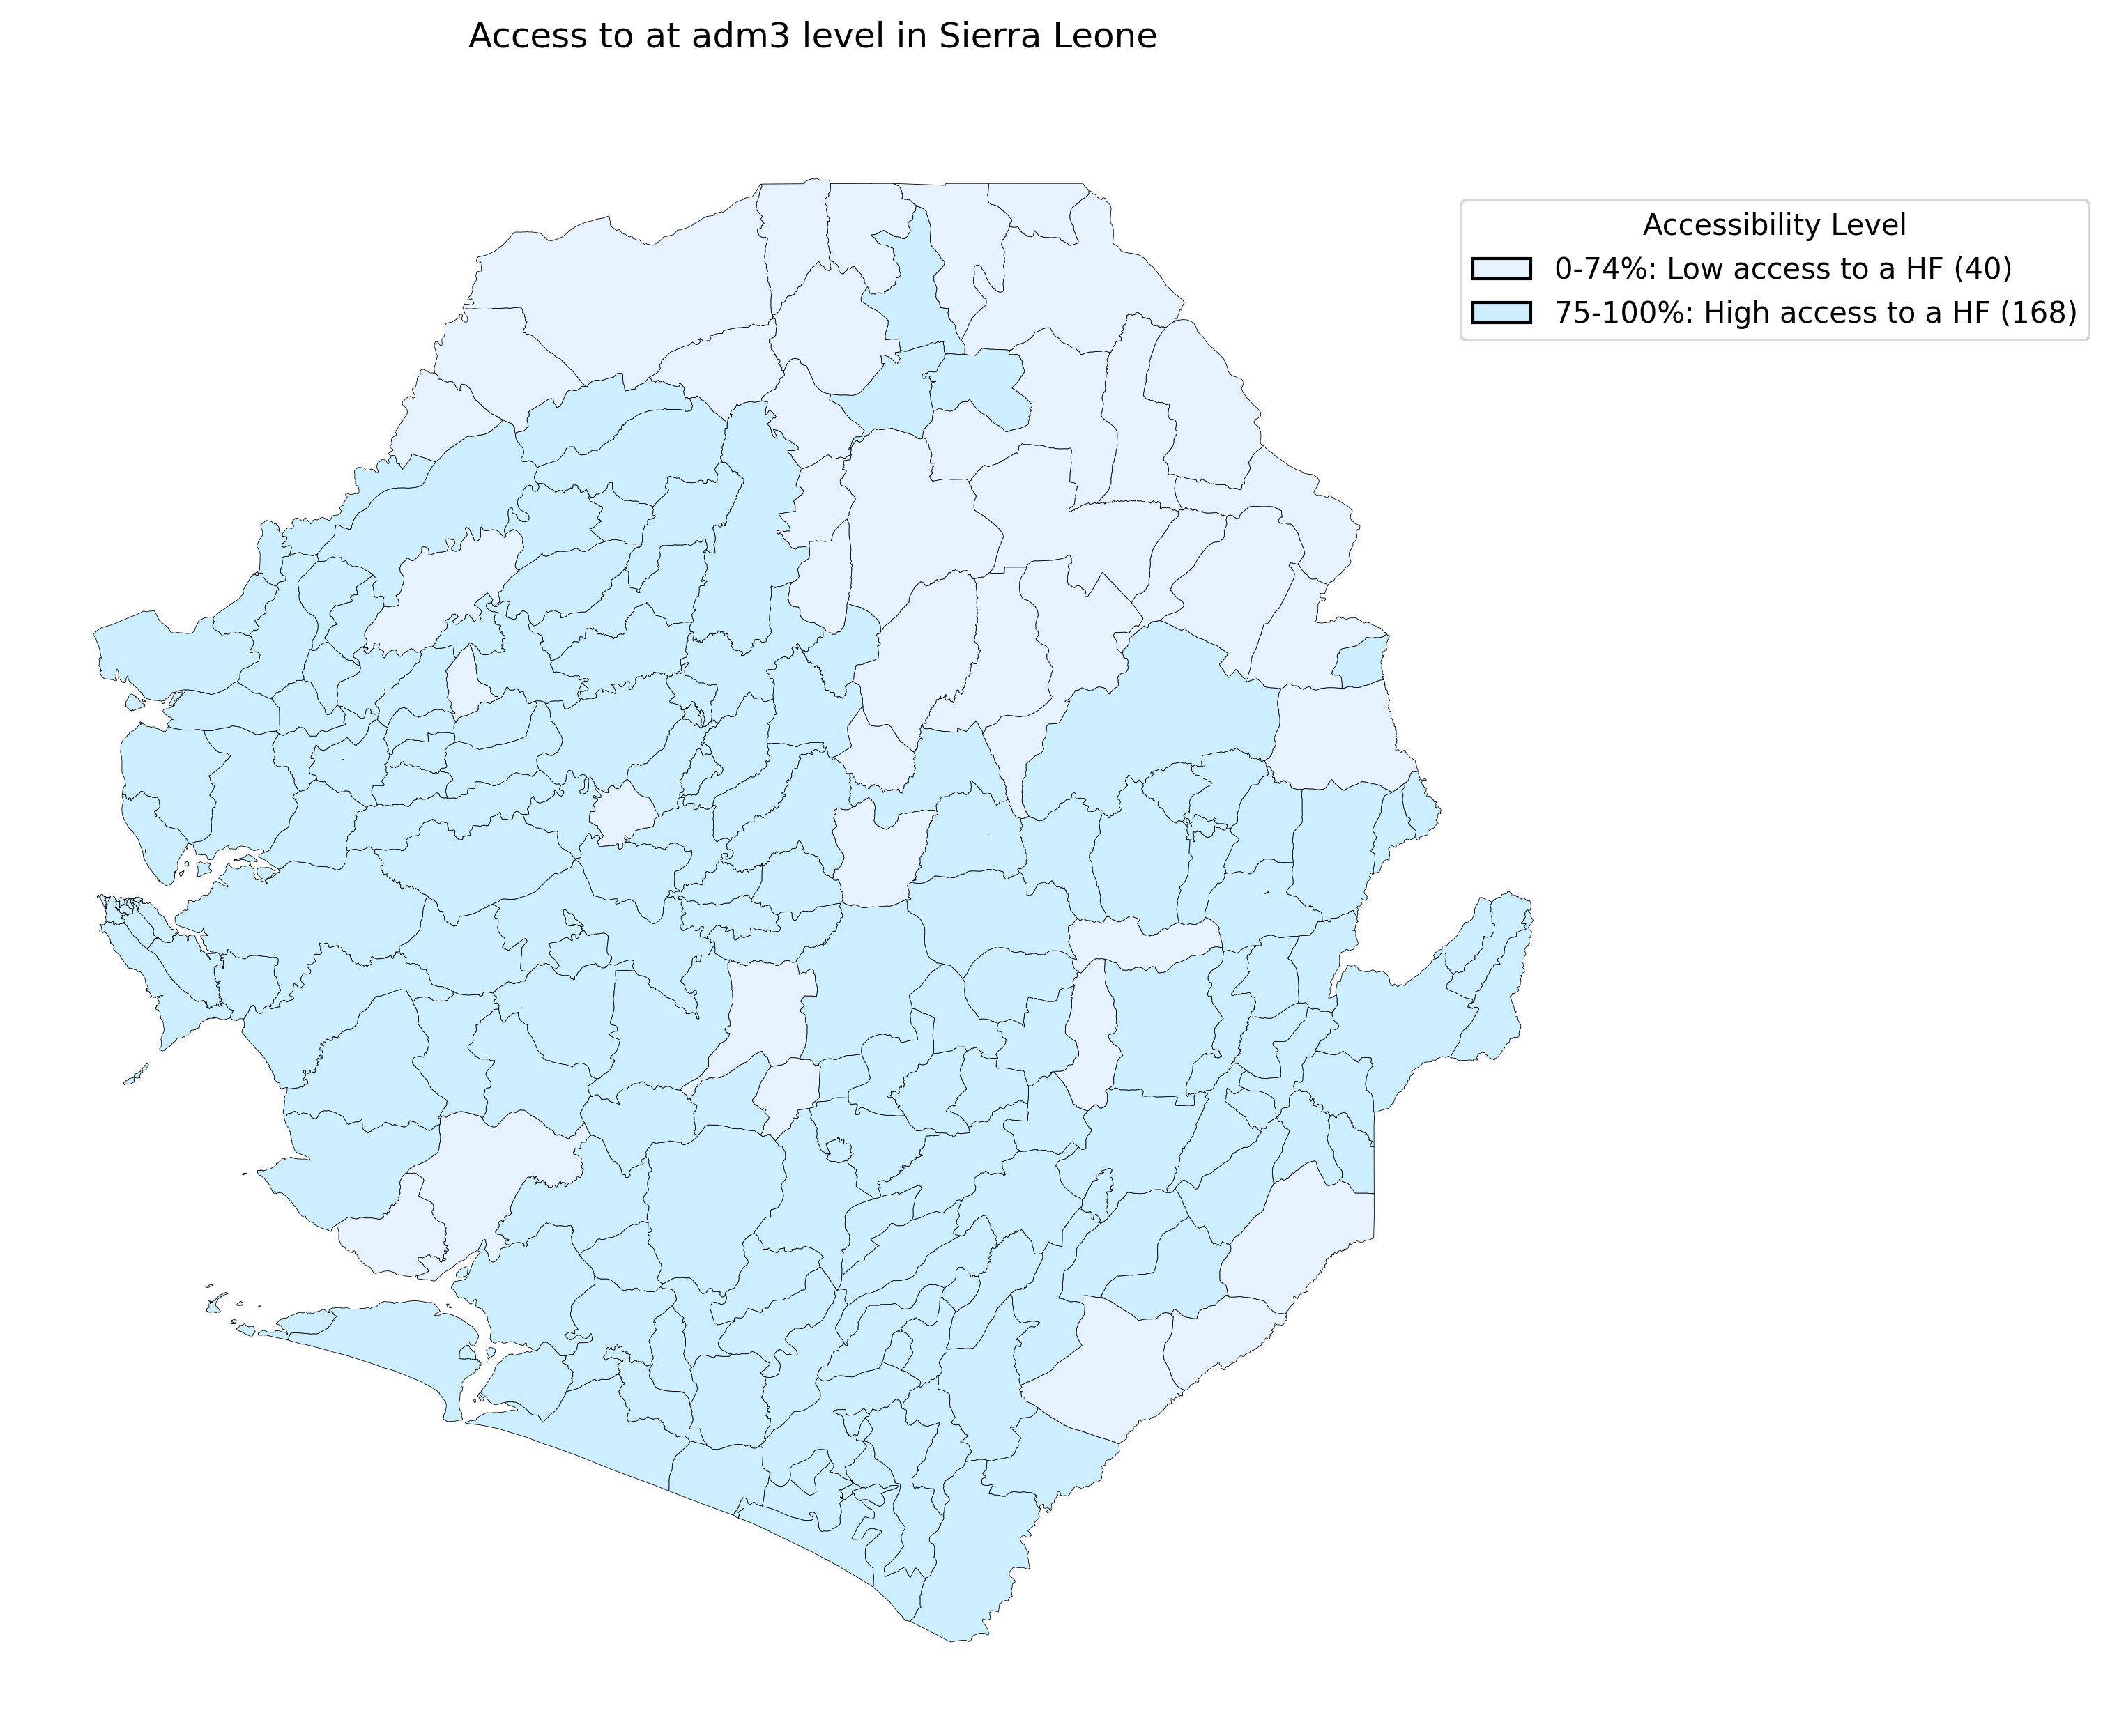 Access to at adm3 level in Sierra Leone
Accessibility Level
0-74%: Low access to a HF (40)
75-100%: High access to a HF (168)